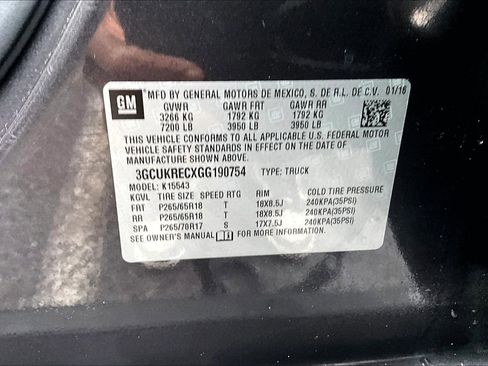 GM
MFD BY GENERAL MOTORS DE MEXICO, S. DE R.L. DE C.V. 01/16
GVWR GAWR FRT GAWR RR
3266 KG 1792 KG 1792 KG
7200 LB 3950 LB 3950 LB
THIS VEHICLE CONFORMS TO ALL APPLICABLE U.S. FEDERAL MOTOR
VEHICLE SAFETY STANDARDS IN EFFECT ON THE DATE OF
MANUFACTURE SHOWN ABOVE.
3GCUKRECXGG190754 TYPE: TRUCK
MODEL: K15543
KGVL TIRE SIZE SPEED RTG RIM COLD TIRE PRESSURE
FRT P265/65R18 T 18X8.5J 240KPA(35PSI)
RR P265/65R18 T 18X8.5J 240KPA(35PSI)
SPA P265/70R17 S 17X7.5J 240KPA(35PSI)
SEE OWNER'S MANUAL FOR MORE INFORMATION.